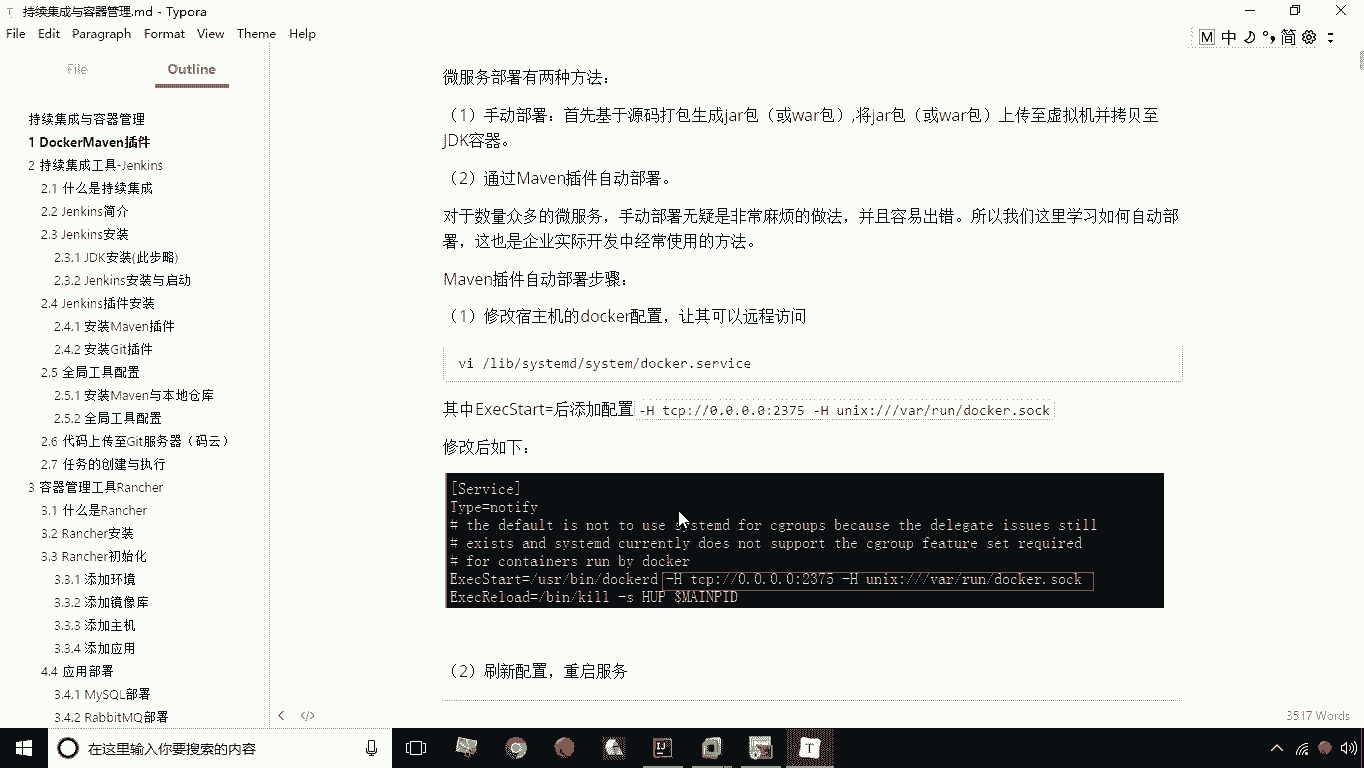 持续集成与容器管理.md - Typora
File Edit Paragraph Format View Theme Help
M 中 简
File Outline
持续集成与容器管理
1 DockerMaven插件
2 持续集成工具-Jenkins
2.1 什么是持续集成
2.2 Jenkins简介
2.3 Jenkins安装
2.3.1 JDK安装(此步略)
2.3.2 Jenkins安装与启动
2.4 Jenkins插件安装
2.4.1 安装Maven插件
2.4.2 安装Git插件
2.5 全局工具配置
2.5.1 安装Maven与本地仓库
2.5.2 全局工具配置
2.6 代码上传至Git服务器（码云）
2.7 任务的创建与执行
3 容器管理工具Rancher
3.1 什么是Rancher
3.2 Rancher安装
3.3 Rancher初始化
3.3.1 添加环境
3.3.2 添加镜像库
3.3.3 添加主机
3.3.4 添加应用
4.4 应用部署
3.4.1 MySQL部署
3.4.2 RabbitMQ部署
微服务部署有两种方法：
（1）手动部署：首先基于源码打包生成jar包（或war包）,将jar包（或war包）上传至虚拟机并拷贝至
JDK容器。
（2）通过Maven插件自动部署。
对于数量众多的微服务，手动部署无疑是非常麻烦的做法，并且容易出错。所以我们这里学习如何自动部
署，这也是企业实际开发中经常使用的方法。
Maven插件自动部署步骤：
（1）修改宿主机的docker配置，让其可以远程访问
vi /lib/systemd/system/docker.service
其中ExecStart=后添加配置 -H tcp://0.0.0.0:2375 -H unix:///var/run/docker.sock
修改后如下：
[Service]
Type=notify
# the default is not to use systemd for cgroups because the delegate issues still
# exists and systemd currently does not support the cgroup feature set required
# for containers run by docker
ExecStart=/usr/bin/dockerd -H tcp://0.0.0.0:2375 -H unix:///var/run/docker.sock
ExecReload=/bin/kill -s HUP $MAINPID
（2）刷新配置，重启服务
3517 Words
在这里输入你要搜索的内容